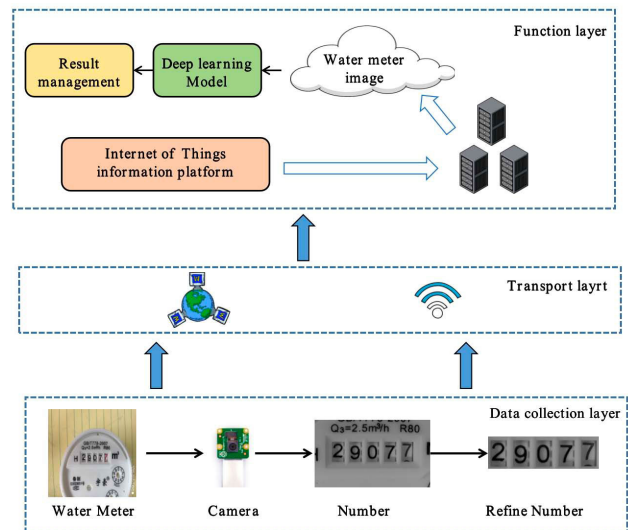 Function layer
Result
management
Deep learning
Model
Water meter
image
Internet of Things
information platform
Transport layrt
Data collection layer
H 29077 m³
Q₃=2.5m³/h R80
29077
29077
Water Meter
Camera
Number
Refine Number